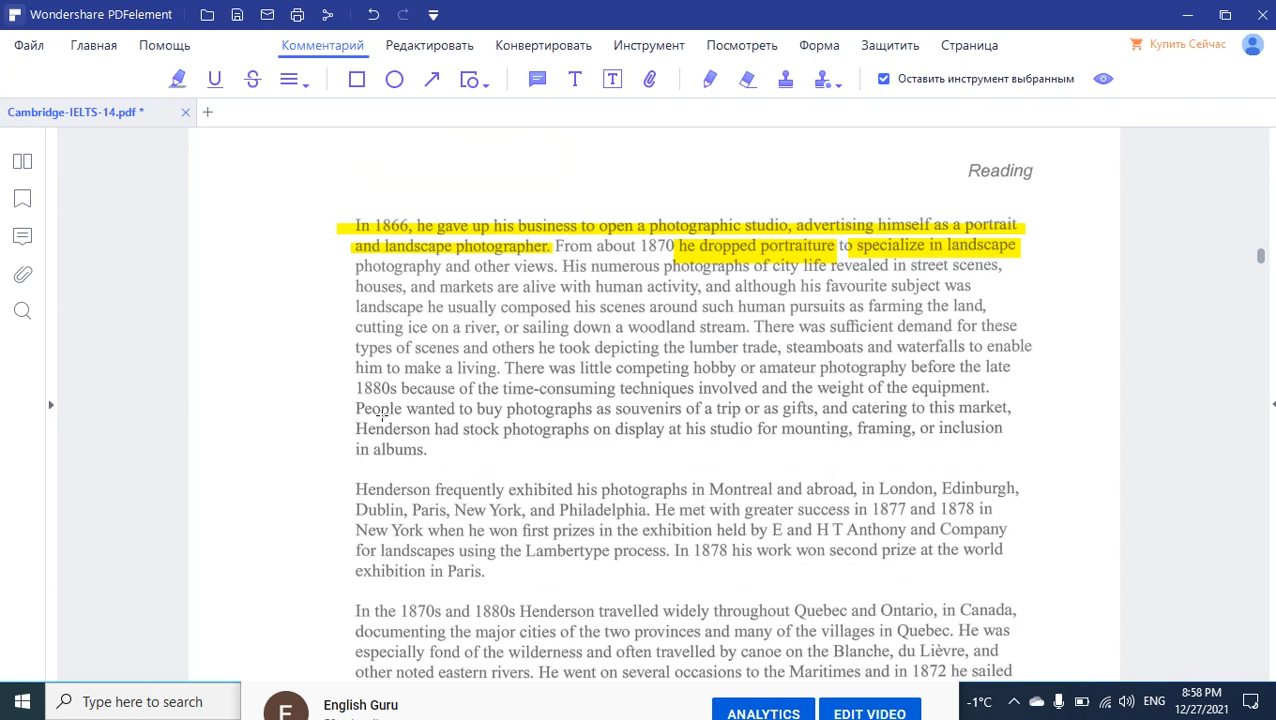 Wondershare PDFelement
Файл Главная Помощь Комментарий Редактировать Конвертировать Инструмент Посмотреть Форма Защитить Страница Купить Сейчас
Оставить инструмент выбранным
Cambridge-IELTS-14.pdf *
Reading
In 1866, he gave up his business to open a photographic studio, advertising himself as a portrait
and landscape photographer. From about 1870 he dropped portraiture to specialize in landscape
photography and other views. His numerous photographs of city life revealed in street scenes,
houses, and markets are alive with human activity, and although his favourite subject was
landscape he usually composed his scenes around such human pursuits as farming the land,
cutting ice on a river, or sailing down a woodland stream. There was sufficient demand for these
types of scenes and others he took depicting the lumber trade, steamboats and waterfalls to enable
him to make a living. There was little competing hobby or amateur photography before the late
1880s because of the time-consuming techniques involved and the weight of the equipment.
People wanted to buy photographs as souvenirs of a trip or as gifts, and catering to this market,
Henderson had stock photographs on display at his studio for mounting, framing, or inclusion
in albums.
Henderson frequently exhibited his photographs in Montreal and abroad, in London, Edinburgh,
Dublin, Paris, New York, and Philadelphia. He met with greater success in 1877 and 1878 in
New York when he won first prizes in the exhibition held by E and H T Anthony and Company
for landscapes using the Lambertype process. In 1878 his work won second prize at the world
exhibition in Paris.
In the 1870s and 1880s Henderson travelled widely throughout Quebec and Ontario, in Canada,
documenting the major cities of the two provinces and many of the villages in Quebec. He was
especially fond of the wilderness and often travelled by canoe on the Blanche, du Lièvre, and
other noted eastern rivers. He went on several occasions to the Maritimes and in 1872 he sailed
Type here to search
E
English Guru
ANALYTICS
EDIT VIDEO
-1°C
ENG
8:58 PM
12/27/2021